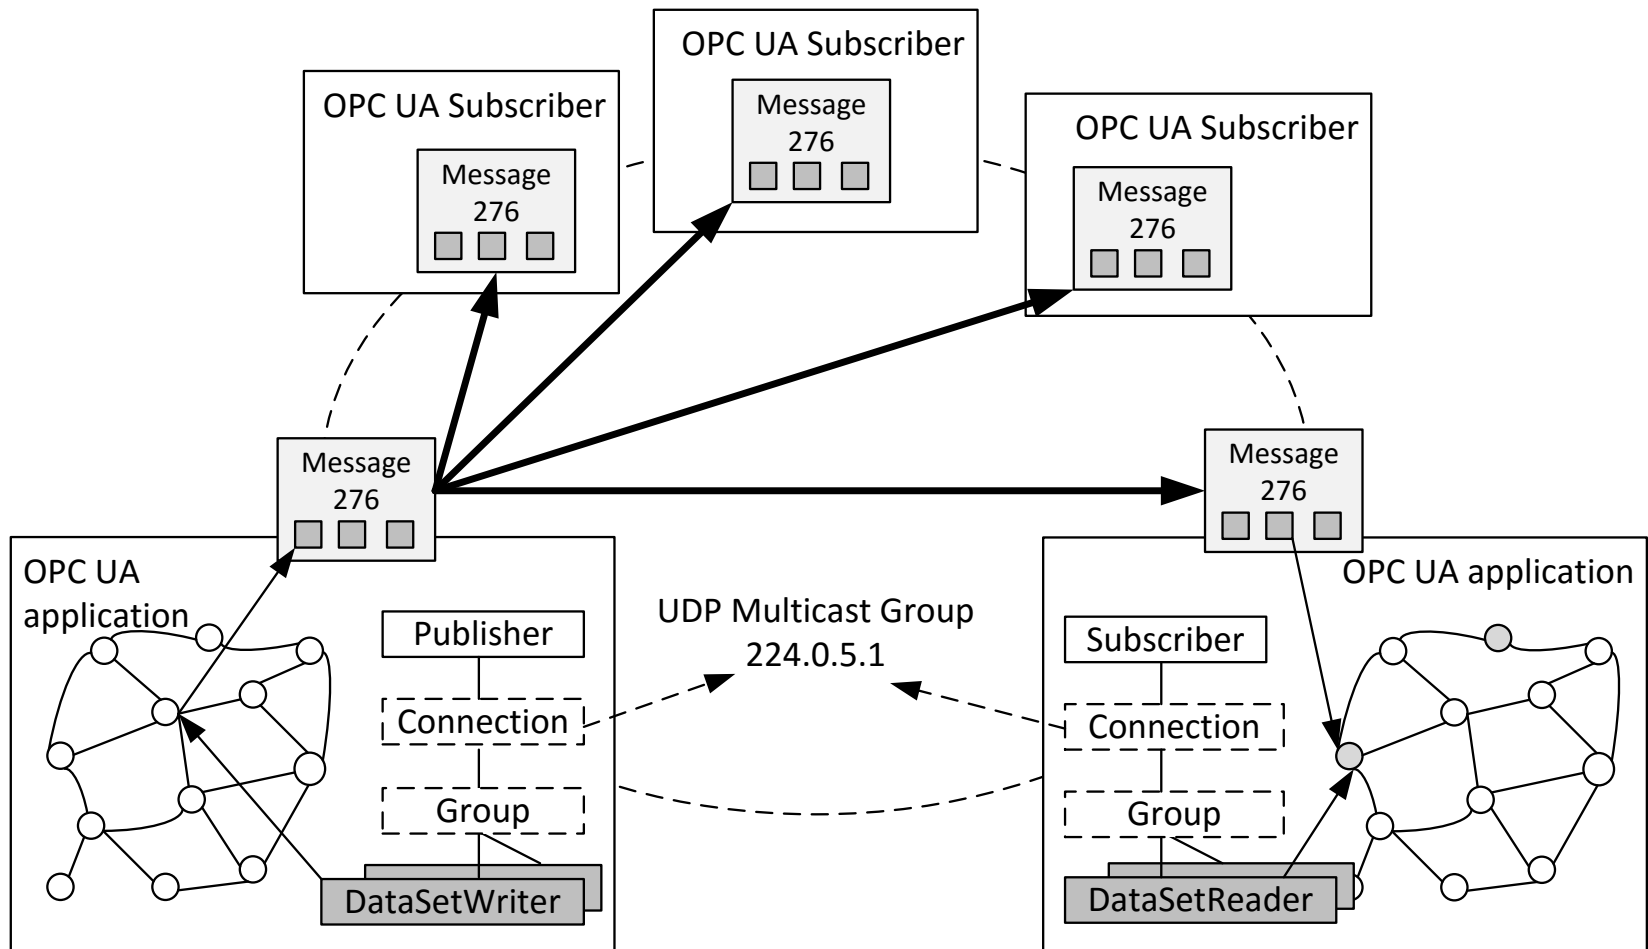 OPC UA Subscriber
Message
276
OPC UA Subscriber
Message
276
OPC UA Subscriber
Message
276
Message
276
Message
276
OPC UA
application
Publisher
Connection
Group
DataSetWriter
UDP Multicast Group
224.0.5.1
OPC UA application
Subscriber
Connection
Group
DataSetReader